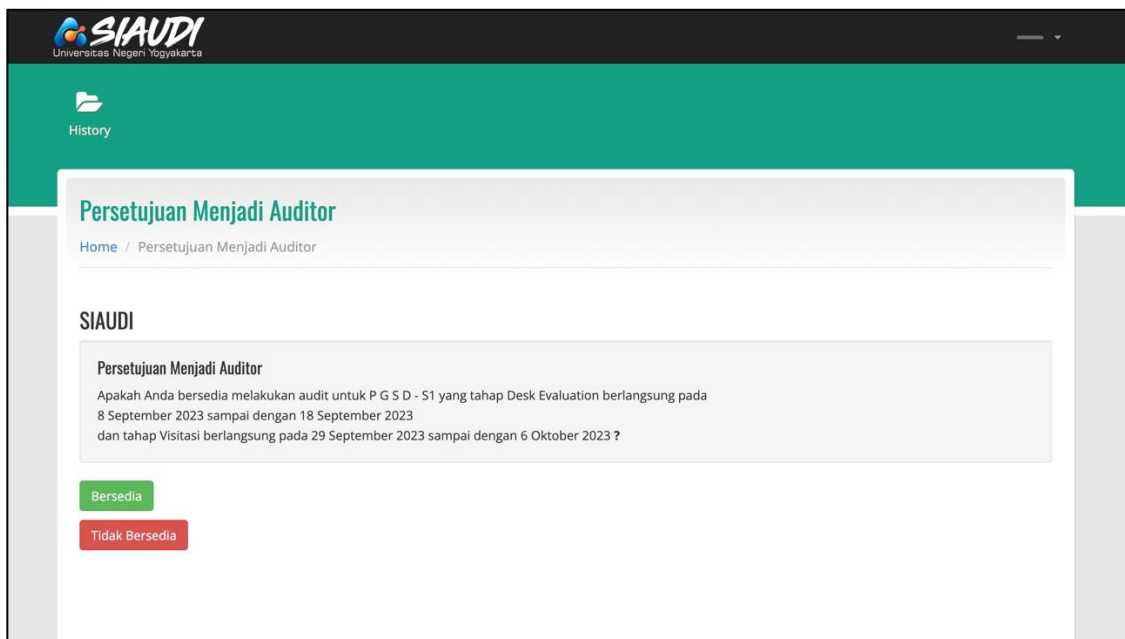 SIAUDI
Universitas Negeri Yogyakarta
History
Persetujuan Menjadi Auditor
Home / Persetujuan Menjadi Auditor
SIAUDI
Persetujuan Menjadi Auditor
Apakah Anda bersedia melakukan audit untuk P G S D - S1 yang tahap Desk Evaluation berlangsung pada
8 September 2023 sampai dengan 18 September 2023
dan tahap Visitasi berlangsung pada 29 September 2023 sampai dengan 6 Oktober 2023 ?
Bersedia
Tidak Bersedia